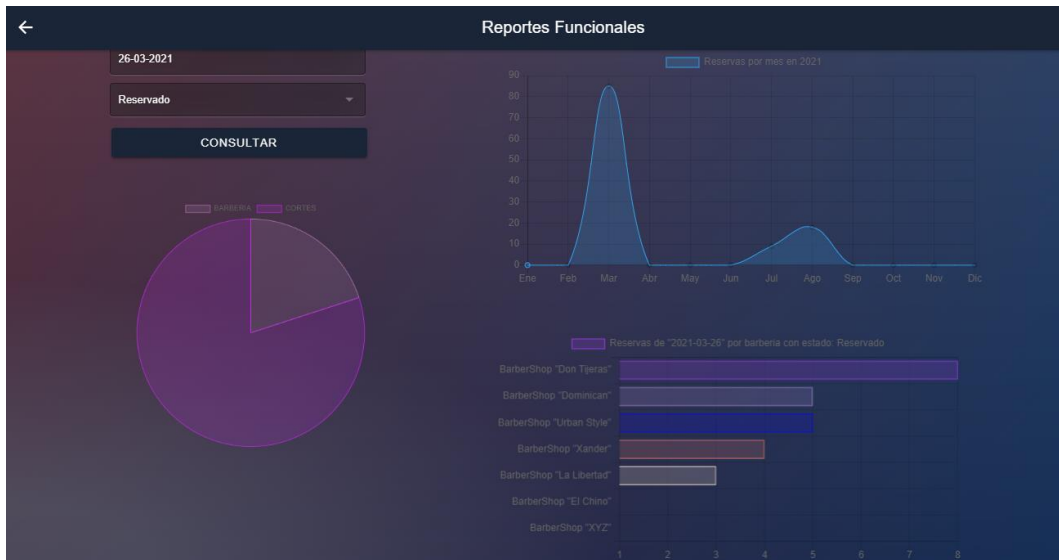 Reportes Funcionales
26-03-2021
Reservado
CONSULTAR
BARBERIA CORTES
Reservas por mes en 2021
90
80
70
60
50
40
30
20
10
0
Ene Feb Mar Abr May Jun Jul Ago Sep Oct Nov Dic
Reservas de "2021-03-26" por barberia con estado: Reservado
BarberShop "Don Tijeras"
BarberShop "Dominican"
BarberShop "Urban Style"
BarberShop "Xander"
BarberShop "La Libertad"
BarberShop "El Chino"
BarberShop "XYZ"
1 2 3 4 5 6 7 8